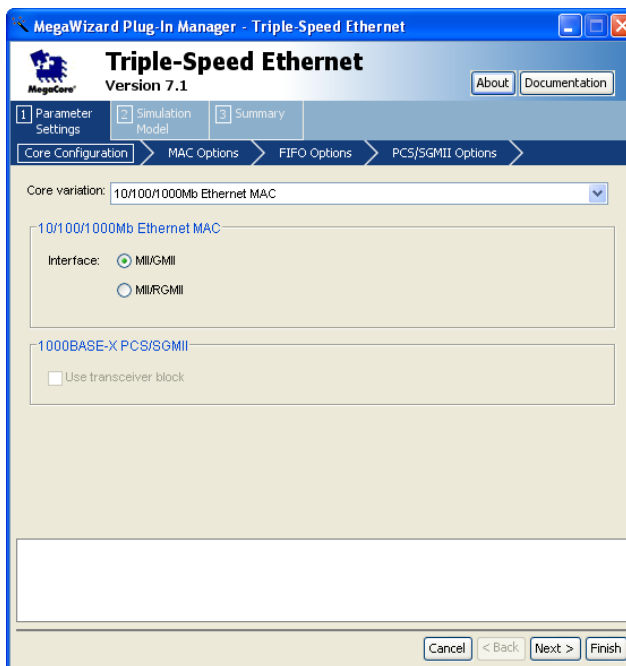 MegaWizard Plug-In Manager - Triple-Speed Ethernet
MegaCore®
Triple-Speed Ethernet
Version 7.1
About
Documentation
1 Parameter Settings
2 Simulation Model
3 Summary
Core Configuration
MAC Options
FIFO Options
PCS/SGMII Options
Core variation: 10/100/1000Mb Ethernet MAC
10/100/1000Mb Ethernet MAC
Interface:
MII/GMII
MII/RGMII
1000BASE-X PCS/SGMII
Use transceiver block
Cancel
< Back
Next >
Finish